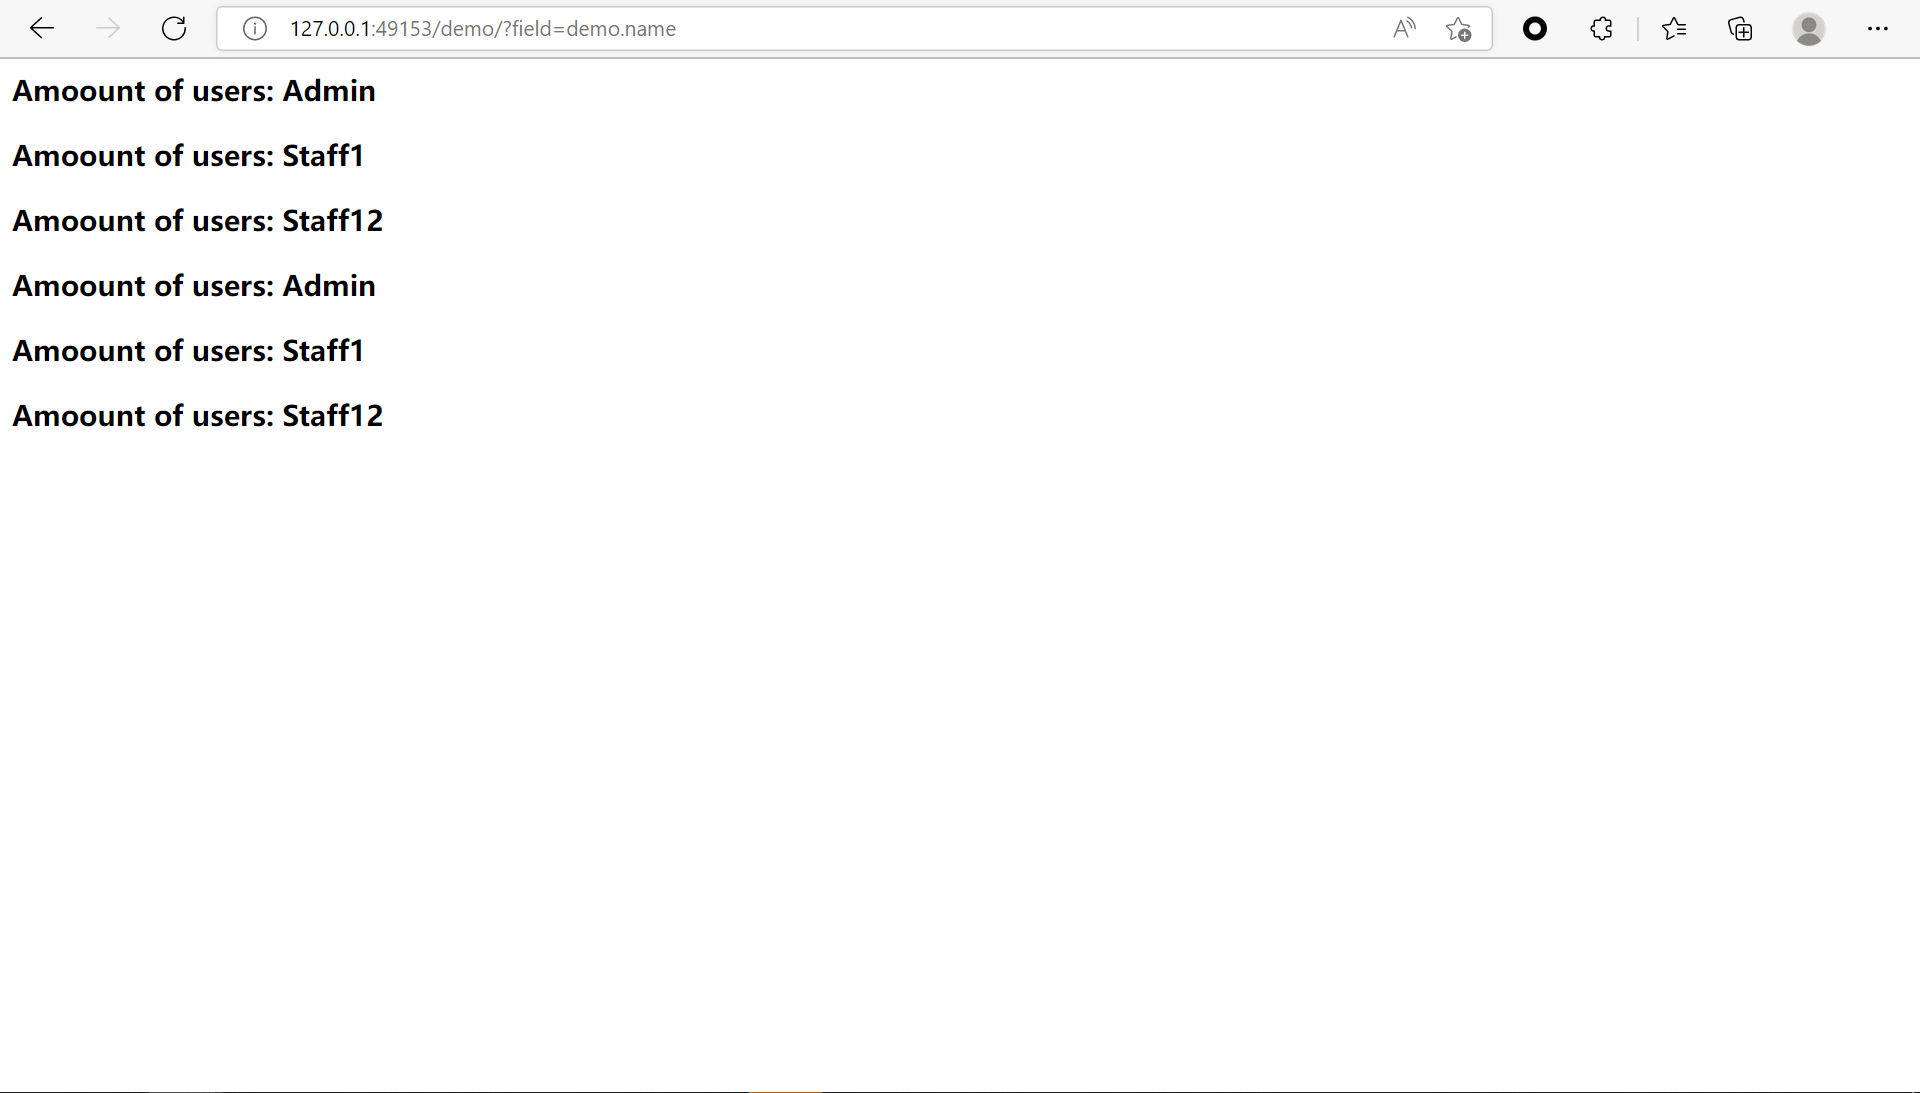 127.0.0.1:49153/demo/?field=demo.name
Amoount of users: Admin
Amoount of users: Staff1
Amoount of users: Staff12
Amoount of users: Admin
Amoount of users: Staff1
Amoount of users: Staff12